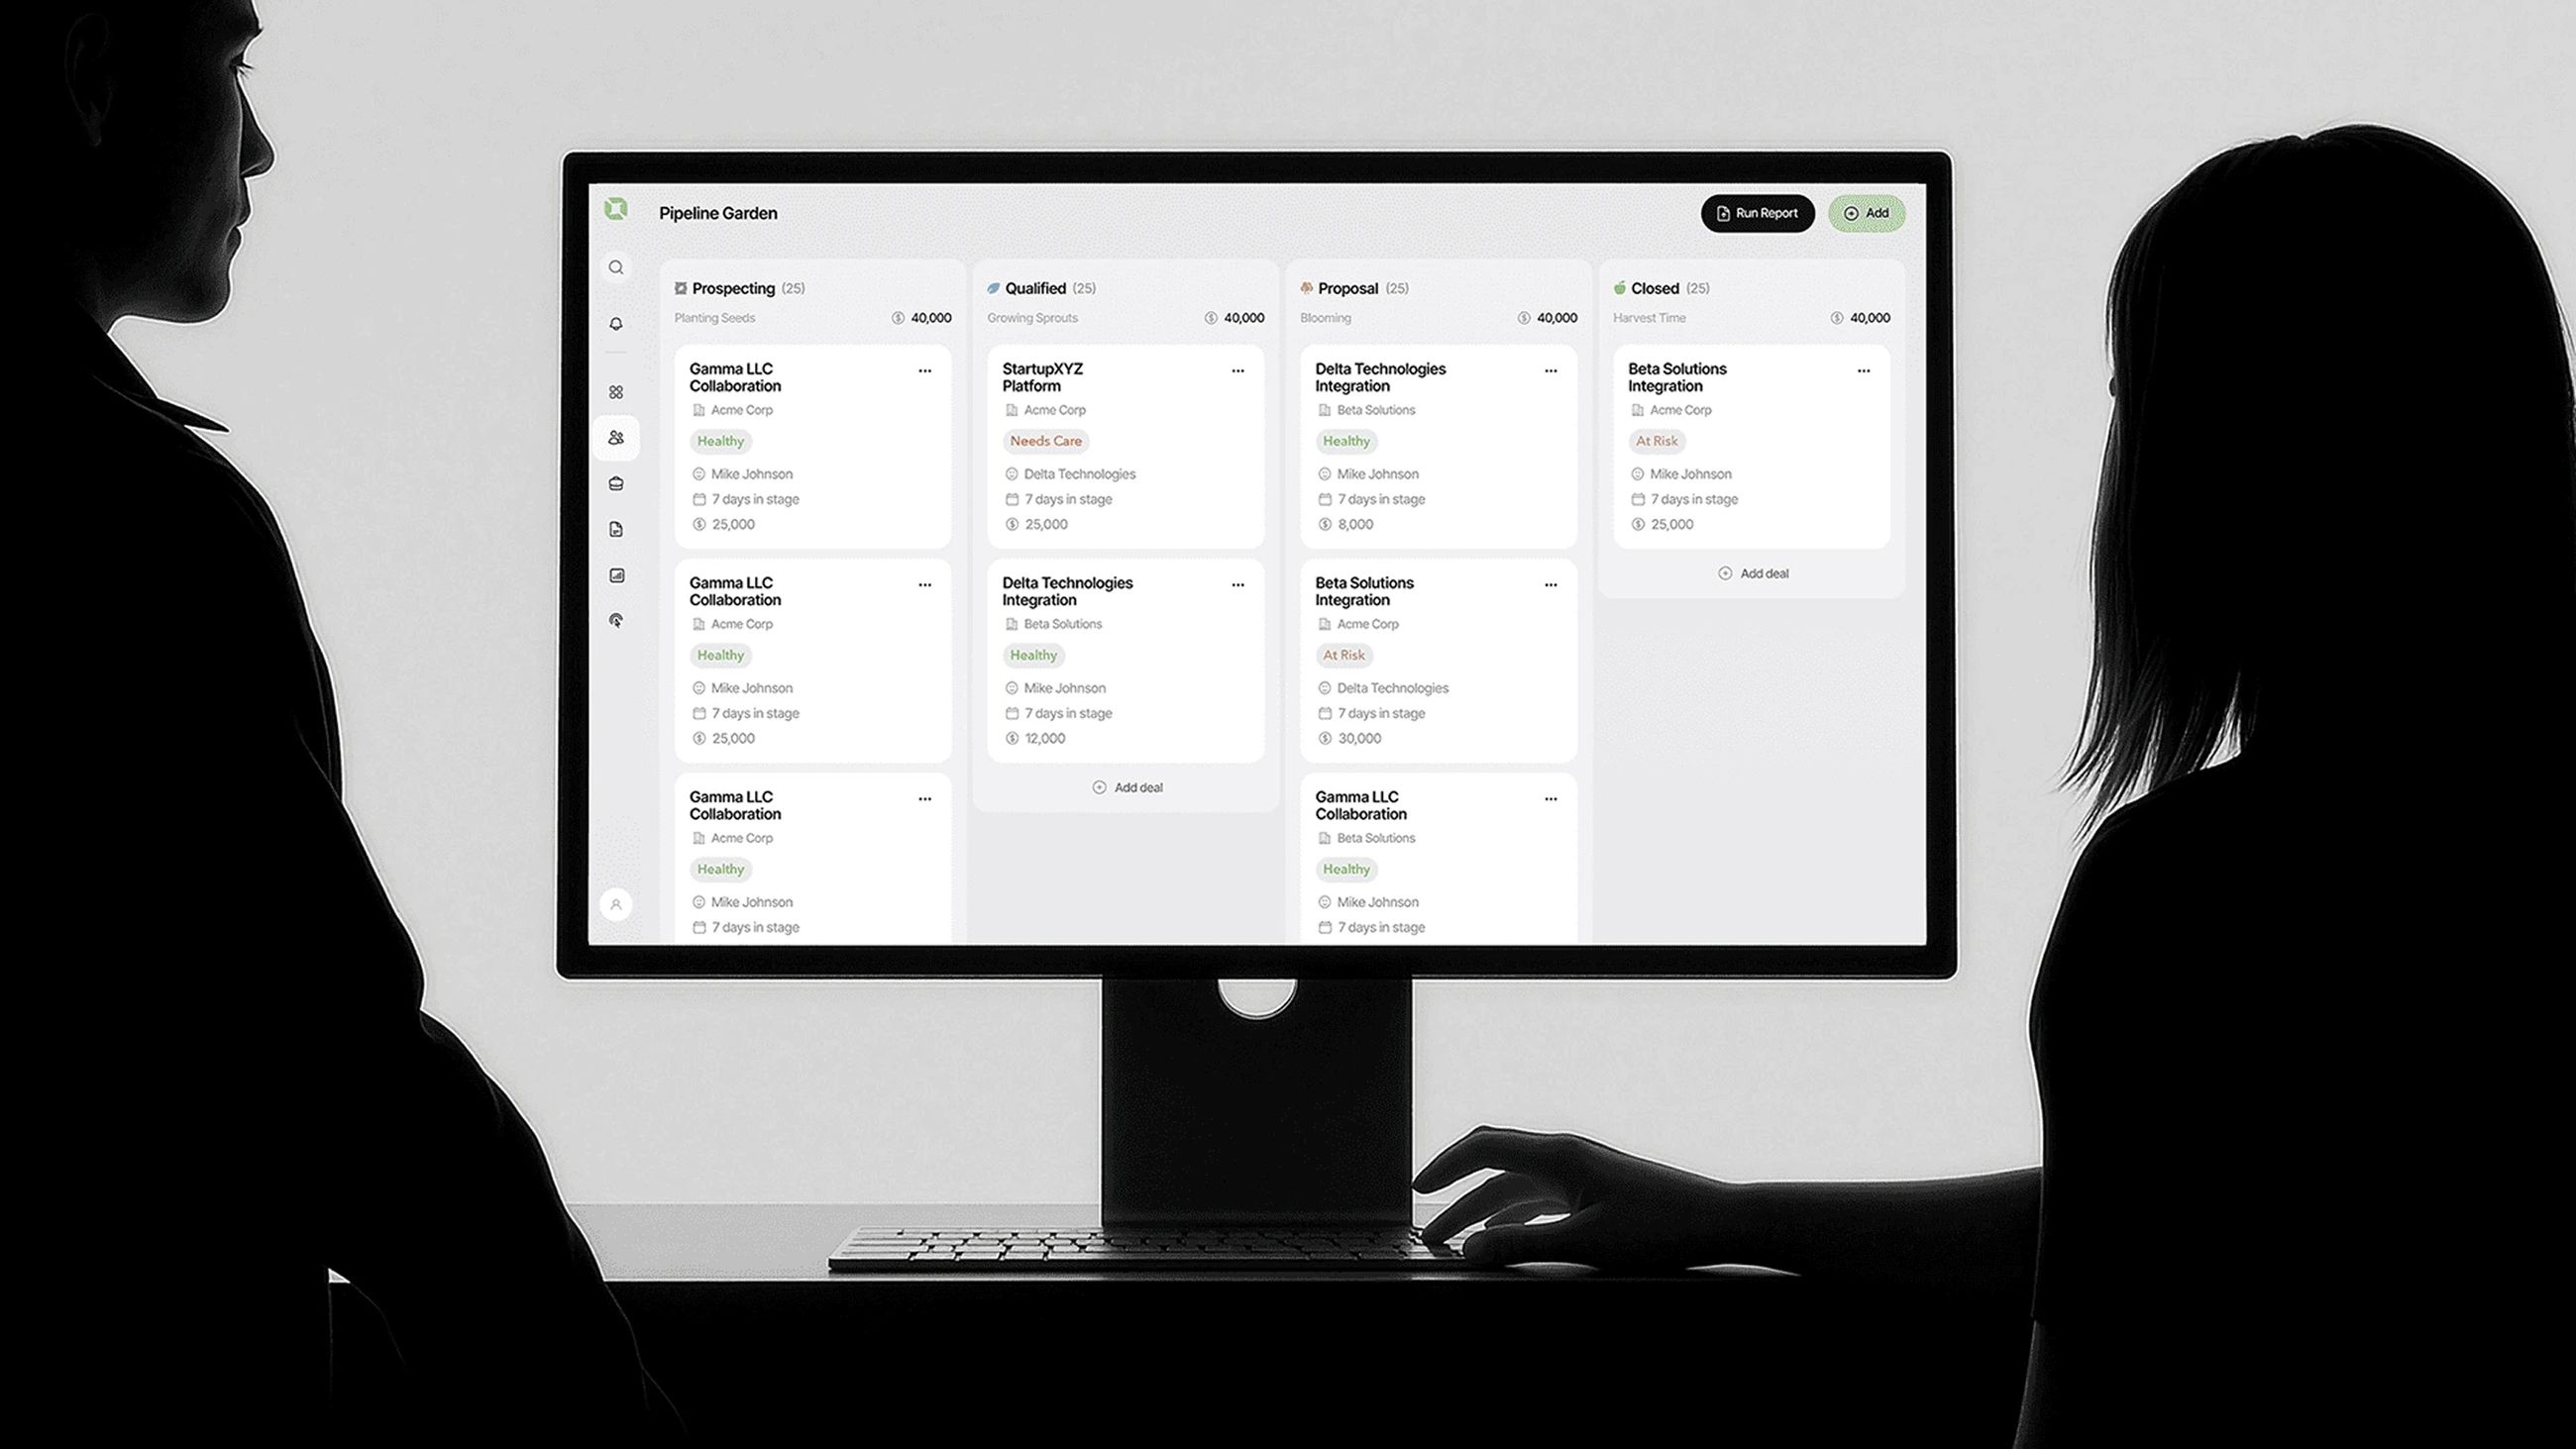 Pipeline Garden
Run Report
Add
Prospecting (25)
Planting Seeds
40,000
Gamma LLC
Collaboration
Acme Corp
Healthy
Mike Johnson
7 days in stage
25,000
Gamma LLC
Collaboration
Acme Corp
Healthy
Mike Johnson
7 days in stage
25,000
Gamma LLC
Collaboration
Acme Corp
Healthy
Mike Johnson
7 days in stage
Qualified (25)
Growing Sprouts
40,000
StartupXYZ
Platform
Acme Corp
Needs Care
Delta Technologies
7 days in stage
25,000
Delta Technologies
Integration
Beta Solutions
Healthy
Mike Johnson
7 days in stage
12,000
Add deal
Proposal (25)
Blooming
40,000
Delta Technologies
Integration
Beta Solutions
Healthy
Mike Johnson
7 days in stage
8,000
Beta Solutions
Integration
Acme Corp
At Risk
Delta Technologies
7 days in stage
30,000
Gamma LLC
Collaboration
Beta Solutions
Healthy
Mike Johnson
7 days in stage
Closed (25)
Harvest Time
40,000
Beta Solutions
Integration
Acme Corp
At Risk
Mike Johnson
7 days in stage
25,000
Add deal